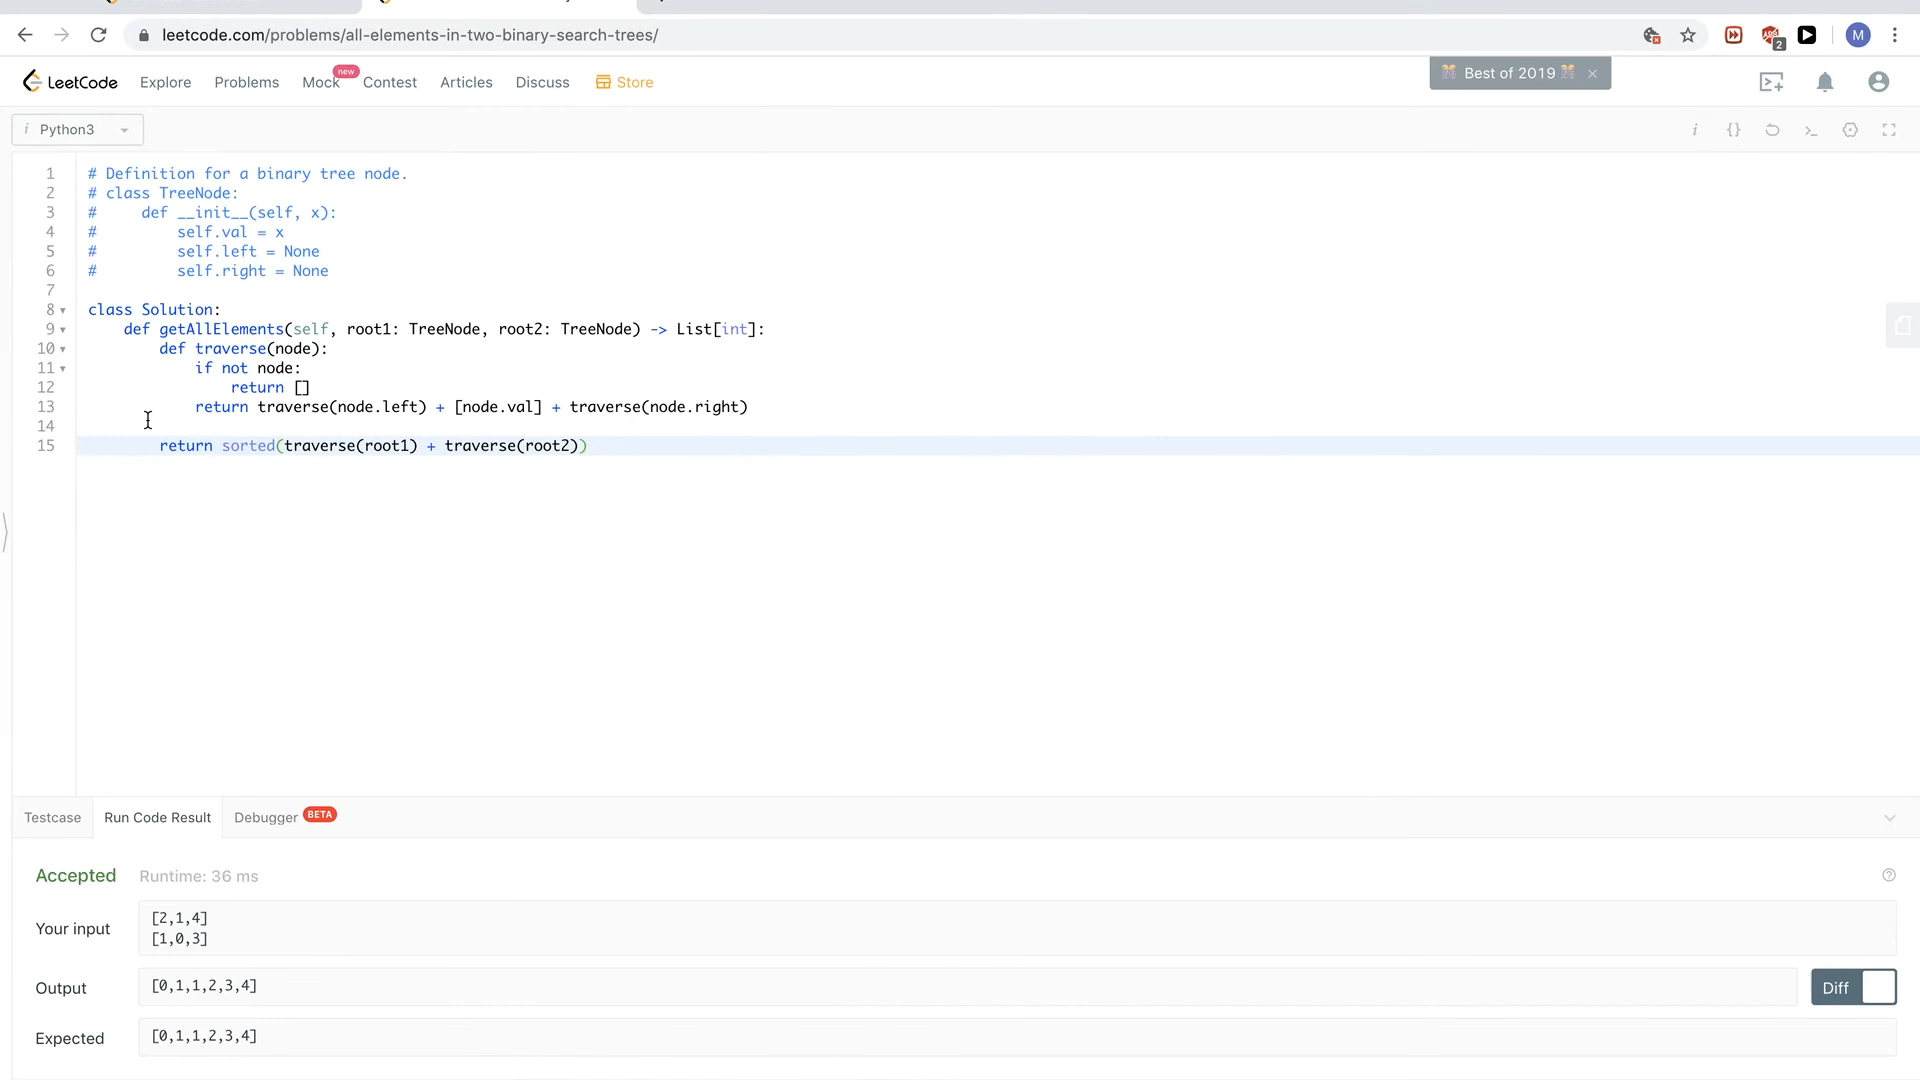 leetcode.com/problems/all-elements-in-two-binary-search-trees/
2
M
LeetCode Explore Problems Mock new Contest Articles Discuss Store
Best of 2019 ×
i Python3
i {} >_
1 # Definition for a binary tree node.
2 # class TreeNode:
3 #     def __init__(self, x):
4 #         self.val = x
5 #         self.left = None
6 #         self.right = None
7
8 class Solution:
9     def getAllElements(self, root1: TreeNode, root2: TreeNode) -> List[int]:
10         def traverse(node):
11             if not node:
12                 return []
13             return traverse(node.left) + [node.val] + traverse(node.right)
14
15         return sorted(traverse(root1) + traverse(root2))
Testcase Run Code Result Debugger BETA
Accepted Runtime: 36 ms
Your input
[2,1,4]
[1,0,3]
Output [0,1,1,2,3,4] Diff
Expected [0,1,1,2,3,4]